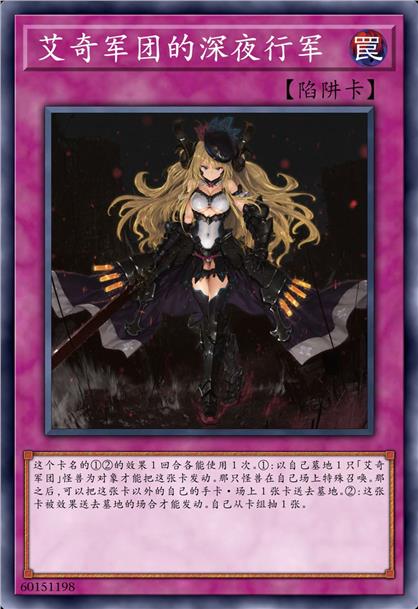 艾奇军团的深夜行军 罠
【陷阱卡】
这个卡名的①②的效果1回合各能使用1次。①:以自己墓地1只「艾奇
军团」怪兽为对象才能把这张卡发动。那只怪兽在自己场上特殊召唤。那
之后,可以把这张卡以外的自己的手卡·场上1张卡送去墓地。②:这张
卡被效果送去墓地的场合才能发动。自己从卡组抽1张。
60151198